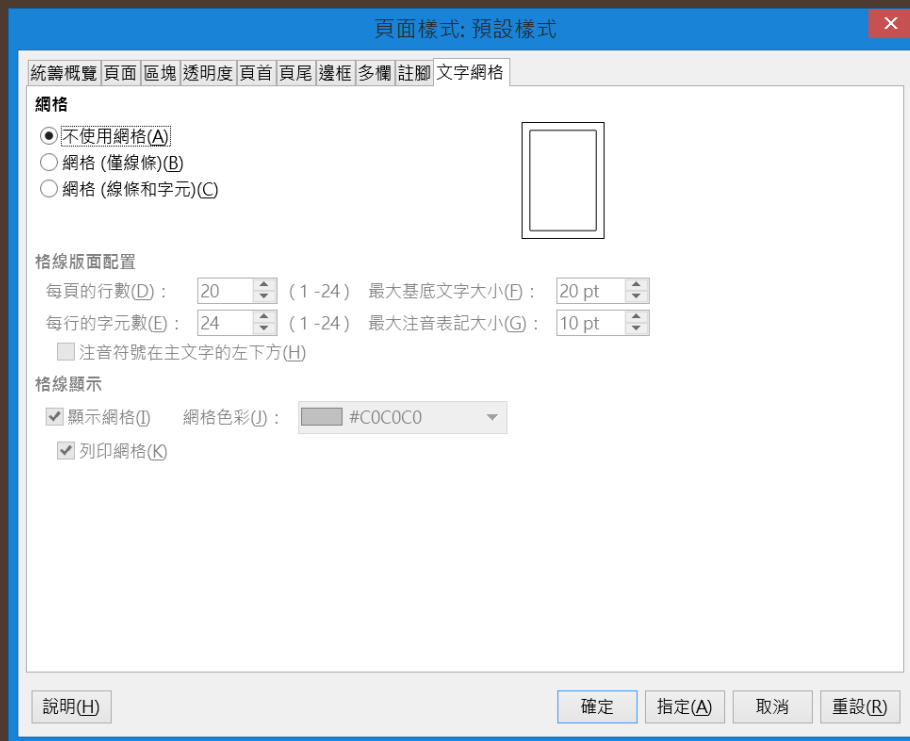 頁面樣式: 預設樣式
統籌概覽 頁面 區塊 透明度 頁首 頁尾 邊框 多欄 註腳 文字網格
網格
不使用網格(A)
網格 (僅線條)(B)
網格 (線條和字元)(C)
格線版面配置
每頁的行數(D)： 20 ( 1 -24 ) 最大基底文字大小(F)： 20 pt
每行的字元數(E)： 24 ( 1 -24 ) 最大注音表記大小(G)： 10 pt
注音符號在主文字的左下方(H)
格線顯示
顯示網格(I) 網格色彩(J)： #C0C0C0
列印網格(K)
說明(H) 確定 指定(A) 取消 重設(R)